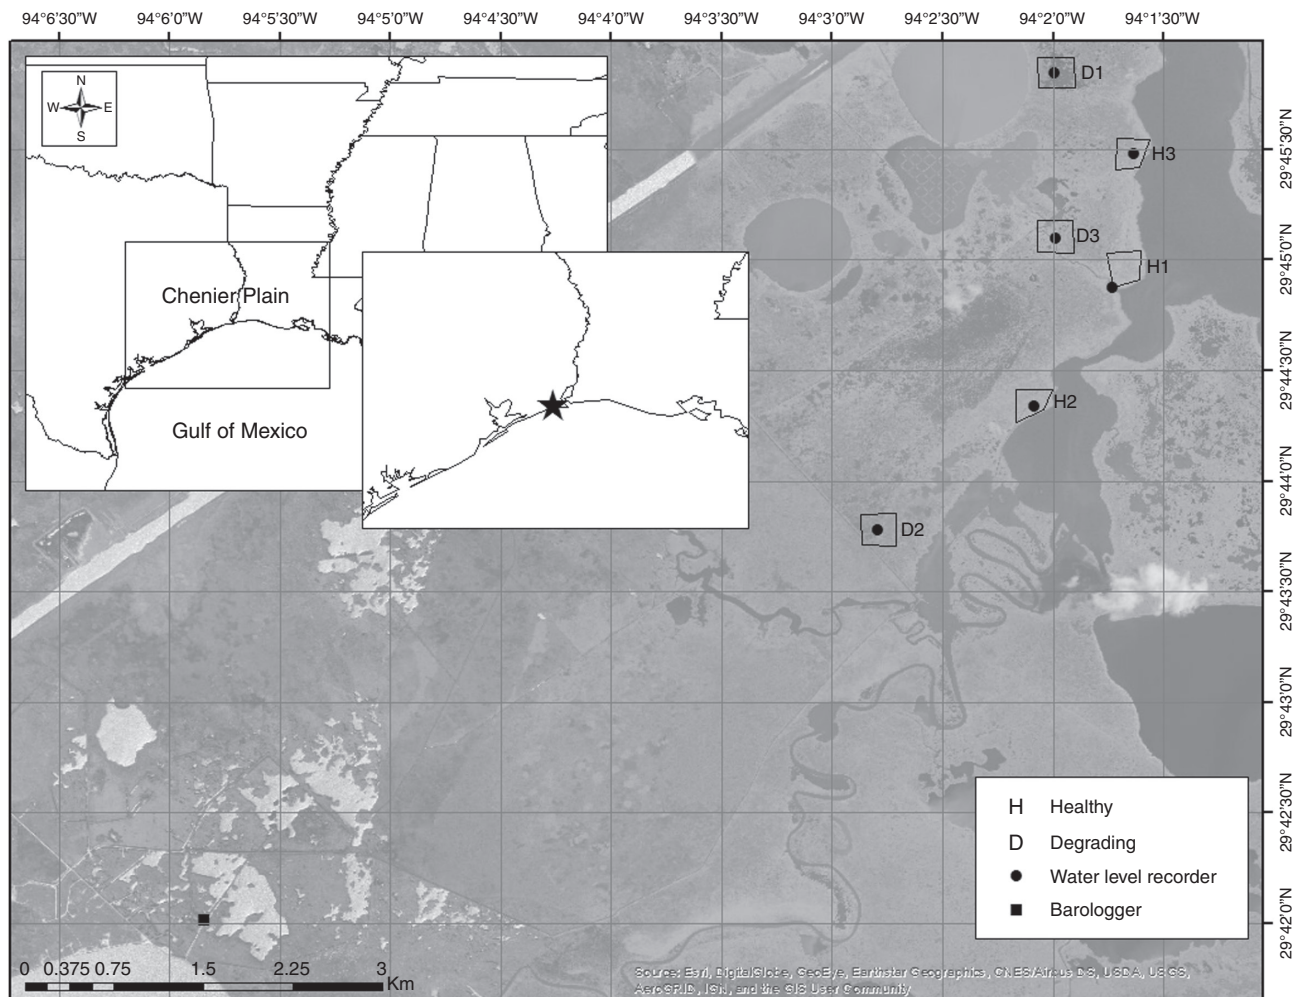 94°6’30”W 94°6’0”W 94°5’30”W 94°5’0”W 94°4’30”W 94°4’0”W 94°3’30”W 94°3’0”W 94°2’30”W 94°2’0”W 94°1’30”W
N
W E
S
D1
29°45’30”N
H3
D3
29°45’0”N
H1
Chenier Plain
29°44’30”N
H2
Gulf of Mexico
29°44’0”N
D2
29°43’30”N
29°43’0”N
29°42’30”N
29°42’0”N
H Healthy
D Degrading
Water level recorder
Barologger
0 0.375 0.75 1.5 2.25 3
Km
Source: Esri, DigitalGlobe, GeoEye, Earthstar Geographics, CNES/Airbus DS, USDA, USGS,
AeroGRID, IGN, and the GIS User Community